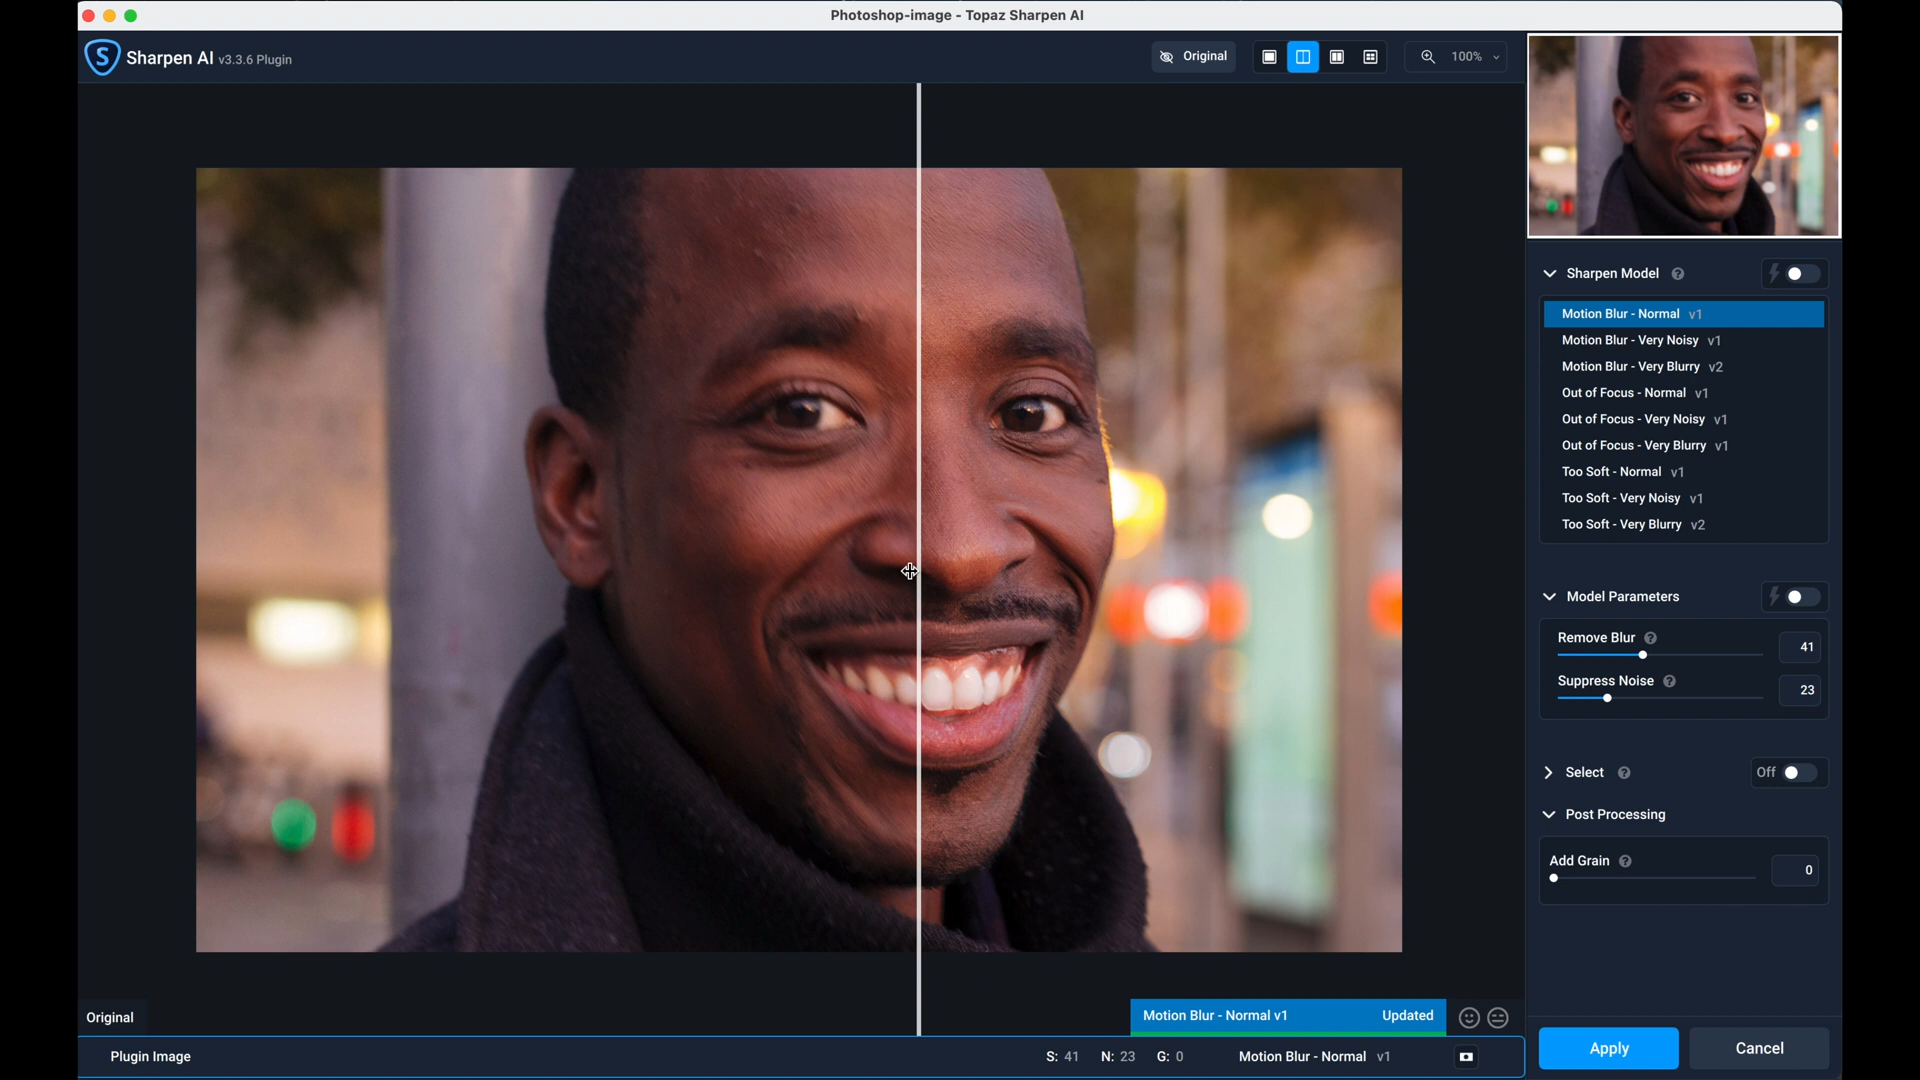 Photoshop-image - Topaz Sharpen AI
S Sharpen AI v3.3.6 Plugin
Original
100%
Sharpen Model ?
Motion Blur - Normal v1
Motion Blur - Very Noisy v1
Motion Blur - Very Blurry v2
Out of Focus - Normal v1
Out of Focus - Very Noisy v1
Out of Focus - Very Blurry v1
Too Soft - Normal v1
Too Soft - Very Noisy v1
Too Soft - Very Blurry v2
Model Parameters
Remove Blur ? 41
Suppress Noise ? 23
Select ? Off
Post Processing
Add Grain ? 0
Original
Motion Blur - Normal v1 Updated
Plugin Image
S: 41 N: 23 G: 0 Motion Blur - Normal v1
Apply
Cancel